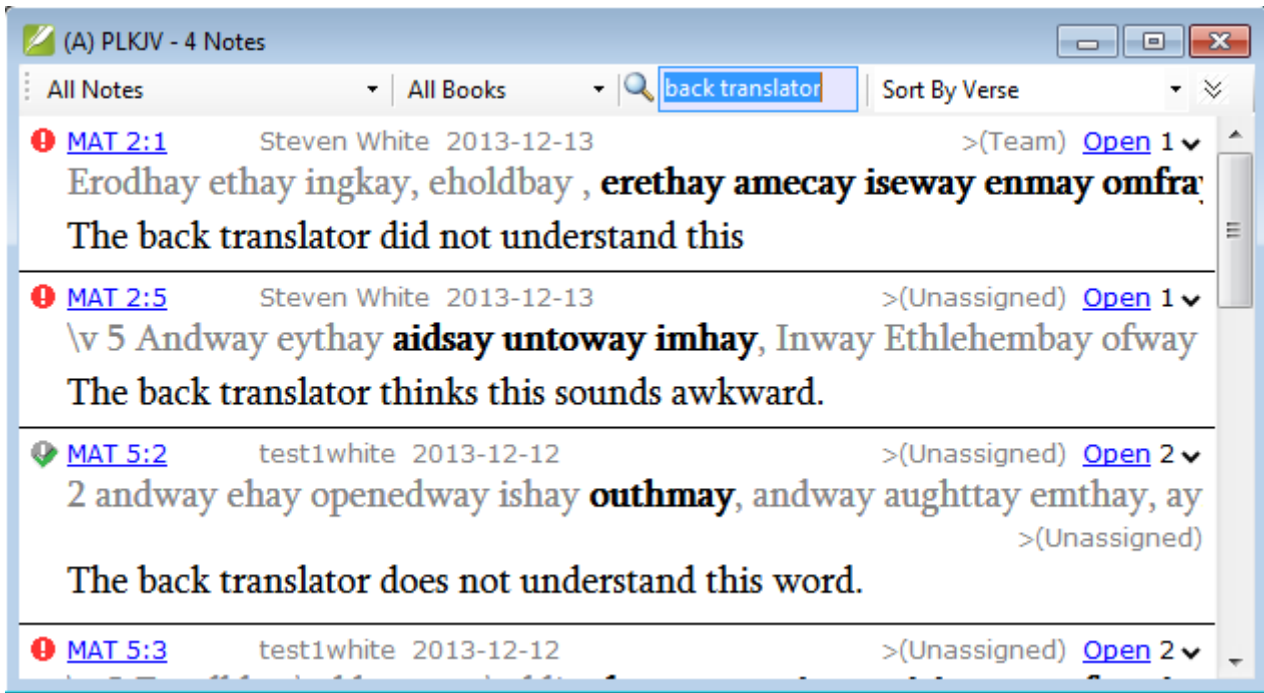 (A) PLKJV - 4 Notes
All Notes All Books back translator Sort By Verse
MAT 2:1 Steven White 2013-12-13 >(Team) Open 1
Erodhay ethay ingkay, eholdbay , erethay amecay iseway enmay omfray
The back translator did not understand this
MAT 2:5 Steven White 2013-12-13 >(Unassigned) Open 1
\v 5 Andway eythay aidsay untoway imhay, Inway Ethlehembay ofway
The back translator thinks this sounds awkward.
MAT 5:2 test1white 2013-12-12 >(Unassigned) Open 2
2 andway ehay openedway ishay outhmay, andway aughttay emthay, ay
>(Unassigned)
The back translator does not understand this word.
MAT 5:3 test1white 2013-12-12 >(Unassigned) Open 2